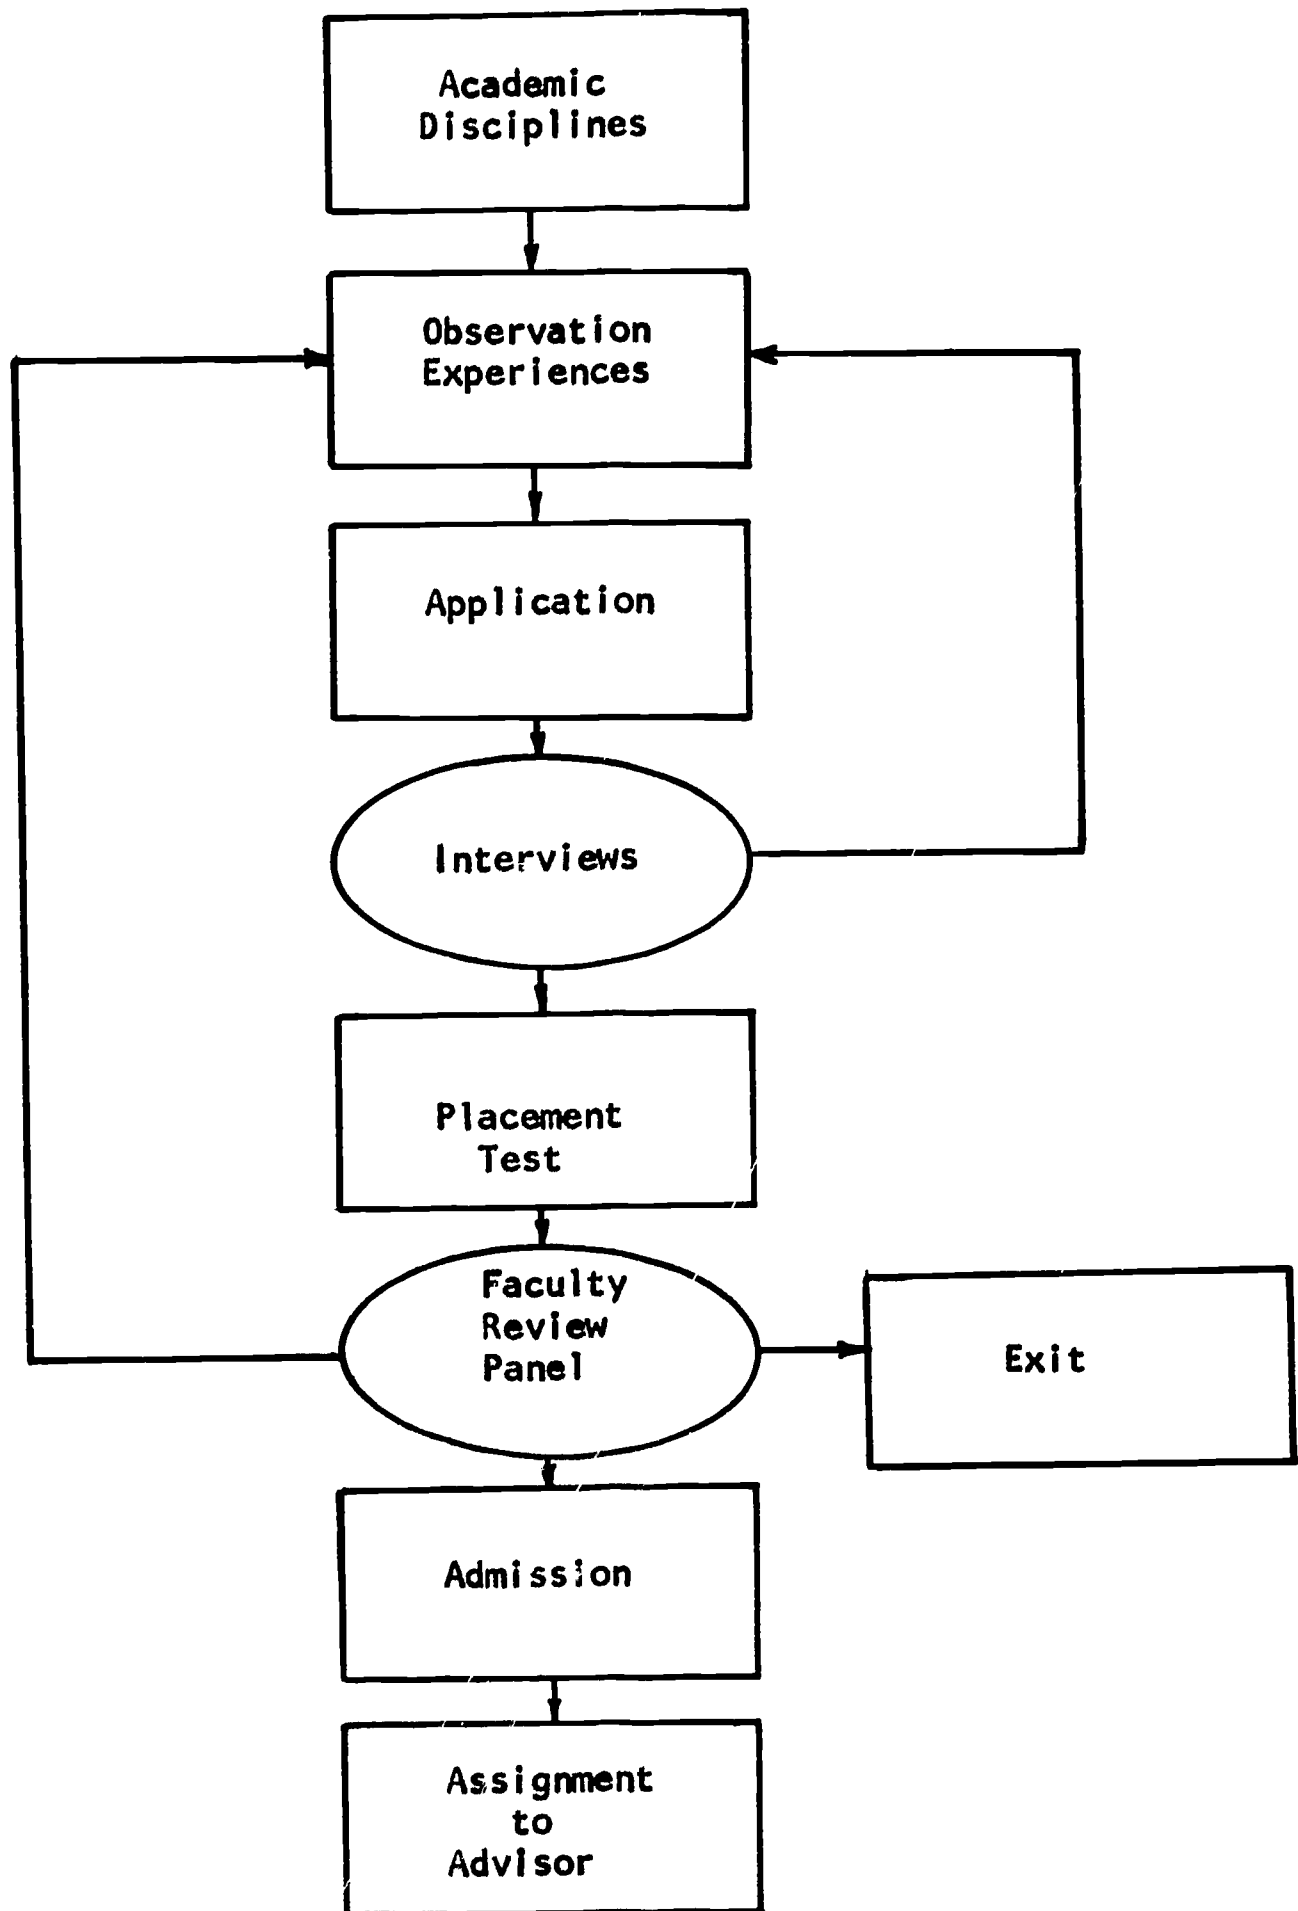 Academic
Disciplines
Observation
Experiences
Application
Interviews
Placement
Test
Faculty
Review
Panel
Exit
Admission
Assignment
to
Advisor